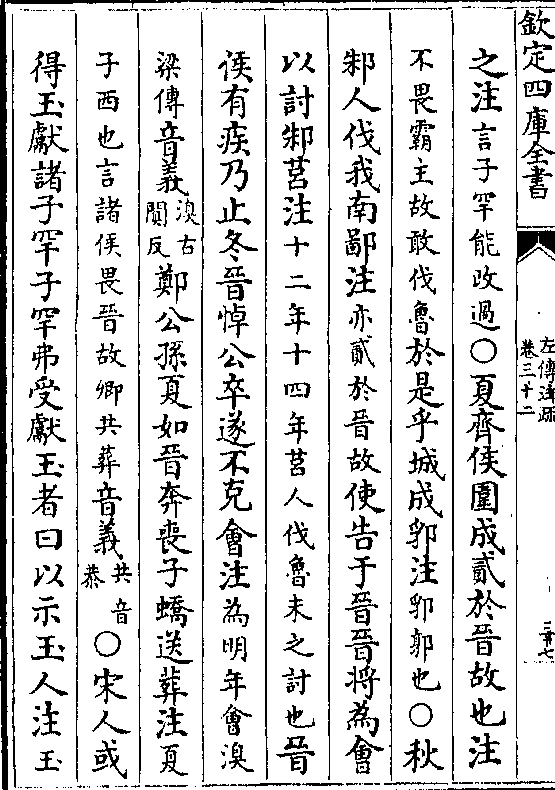 欽定四庫全書
左傳注疏
卷三十二
之注言子罕能改過〇夏齊侯圍成貳於晉故也注
不畏霸主故敢伐魯於是乎城成郛注郛郭也〇秋
邾人伐我南鄙注亦貳於晉故使告于晉晉將為會
以討邾莒注十二年十四年莒人伐魯未之討也晉
侯有疾乃止冬晉悼公卒遂不克會注為明年會溴
梁傳音義溴古闃反鄭公孫夏如晉奔喪子蟜送葬注夏
子西也言諸侯畏晉故卿共葬音義共音恭〇宋人或
得玉獻諸子罕子罕弗受獻玉者曰以示玉人注玉